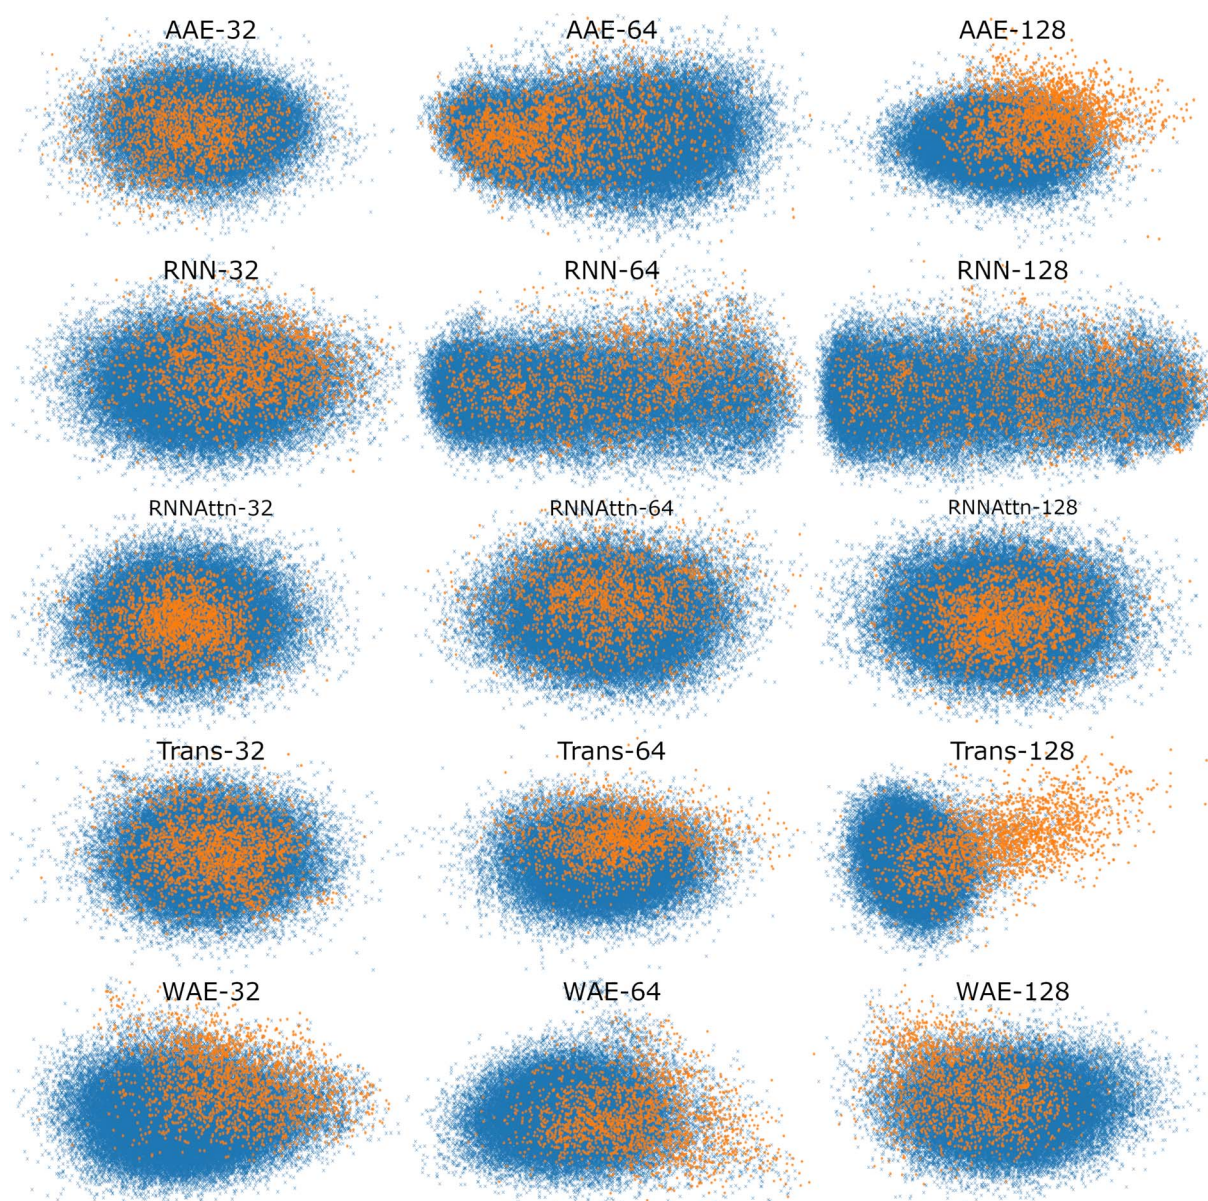 AAE-32
AAE-64
AAE-128
RNN-32
RNN-64
RNN-128
RNNAttn-32
RNNAttn-64
RNNAttn-128
Trans-32
Trans-64
Trans-128
WAE-32
WAE-64
WAE-128